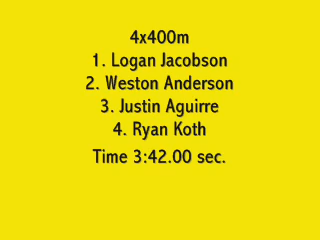 4x400m
1. Logan Jacobson
2. Weston Anderson
3. Justin Aguirre
4. Ryan Koth
Time 3:42.00 sec.